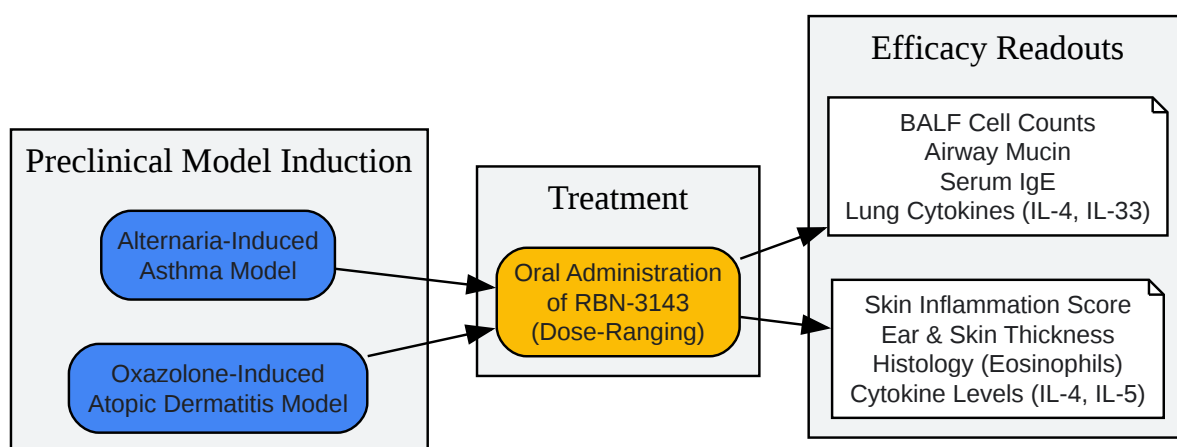 Preclinical Model Induction
Alternaria-Induced
Asthma Model
Oxazolone-Induced
Atopic Dermatitis Model
Treatment
Oral Administration
of RBN-3143
(Dose-Ranging)
Efficacy Readouts
BALF Cell Counts
Airway Mucin
Serum IgE
Lung Cytokines (IL-4, IL-33)
Skin Inflammation Score
Ear & Skin Thickness
Histology (Eosinophils)
Cytokine Levels (IL-4, IL-5)